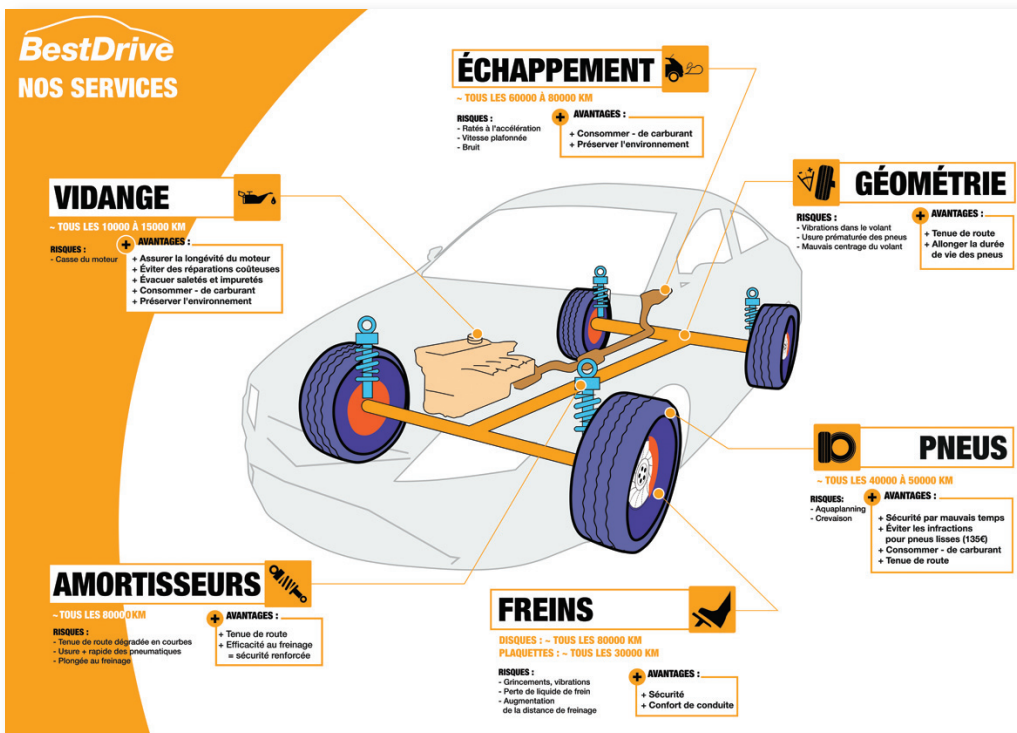 BestDrive
NOS SERVICES
ÉCHAPPEMENT
~ TOUS LES 60000 À 80000 KM
RISQUES :
- Ratés à l'accélération
- Vitesse plafonnée
- Bruit
+ AVANTAGES :
+ Consommer - de carburant
+ Préserver l'environnement
VIDANGE
~ TOUS LES 10000 À 15000 KM
RISQUES :
- Casse du moteur
+ AVANTAGES :
+ Assurer la longévité du moteur
+ Éviter des réparations coûteuses
+ Évacuer saletés et impuretés
+ Consommer - de carburant
+ Préserver l'environnement
GÉOMÉTRIE
RISQUES :
- Vibrations dans le volant
- Usure prématurée des pneus
- Mauvais centrage du volant
+ AVANTAGES :
+ Tenue de route
+ Allonger la durée
de vie des pneus
PNEUS
~ TOUS LES 40000 À 50000 KM
RISQUES:
- Aquaplanning
- Crevaison
+ AVANTAGES :
+ Sécurité par mauvais temps
+ Éviter les infractions
pour pneus lisses (135€)
+ Consommer - de carburant
+ Tenue de route
AMORTISSEURS
~ TOUS LES 80000 KM
RISQUES :
- Tenue de route dégradée en courbes
- Usure + rapide des pneumatiques
- Plongée au freinage
+ AVANTAGES :
+ Tenue de route
+ Efficacité au freinage
= sécurité renforcée
FREINS
DISQUES : ~ TOUS LES 80000 KM
PLAQUETTES : ~ TOUS LES 30000 KM
RISQUES :
- Grincements, vibrations
- Perte de liquide de frein
- Augmentation
de la distance de freinage
+ AVANTAGES :
+ Sécurité
+ Confort de conduite